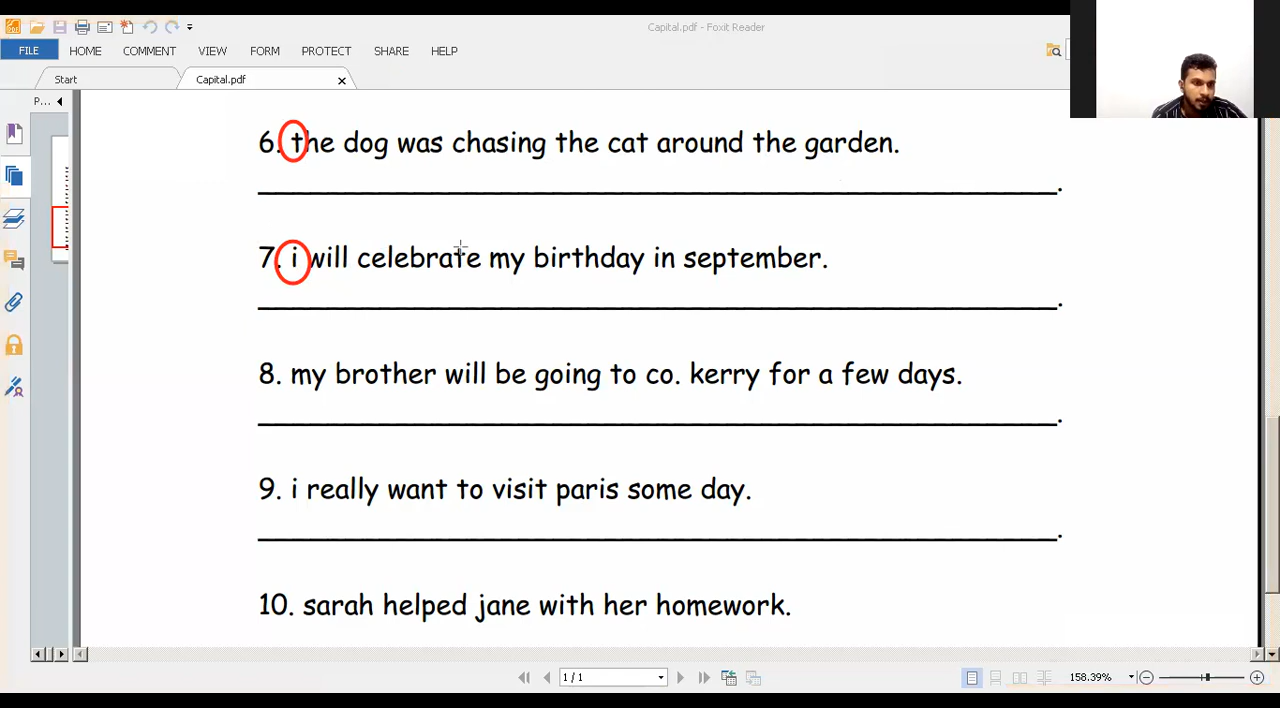 Capital.pdf - Foxit Reader
FILE HOME COMMENT VIEW FORM PROTECT SHARE HELP
Start Capital.pdf
P...
6. the dog was chasing the cat around the garden.
7. i will celebrate my birthday in september.
8. my brother will be going to co. kerry for a few days.
9. i really want to visit paris some day.
10. sarah helped jane with her homework.
1 / 1 158.39%